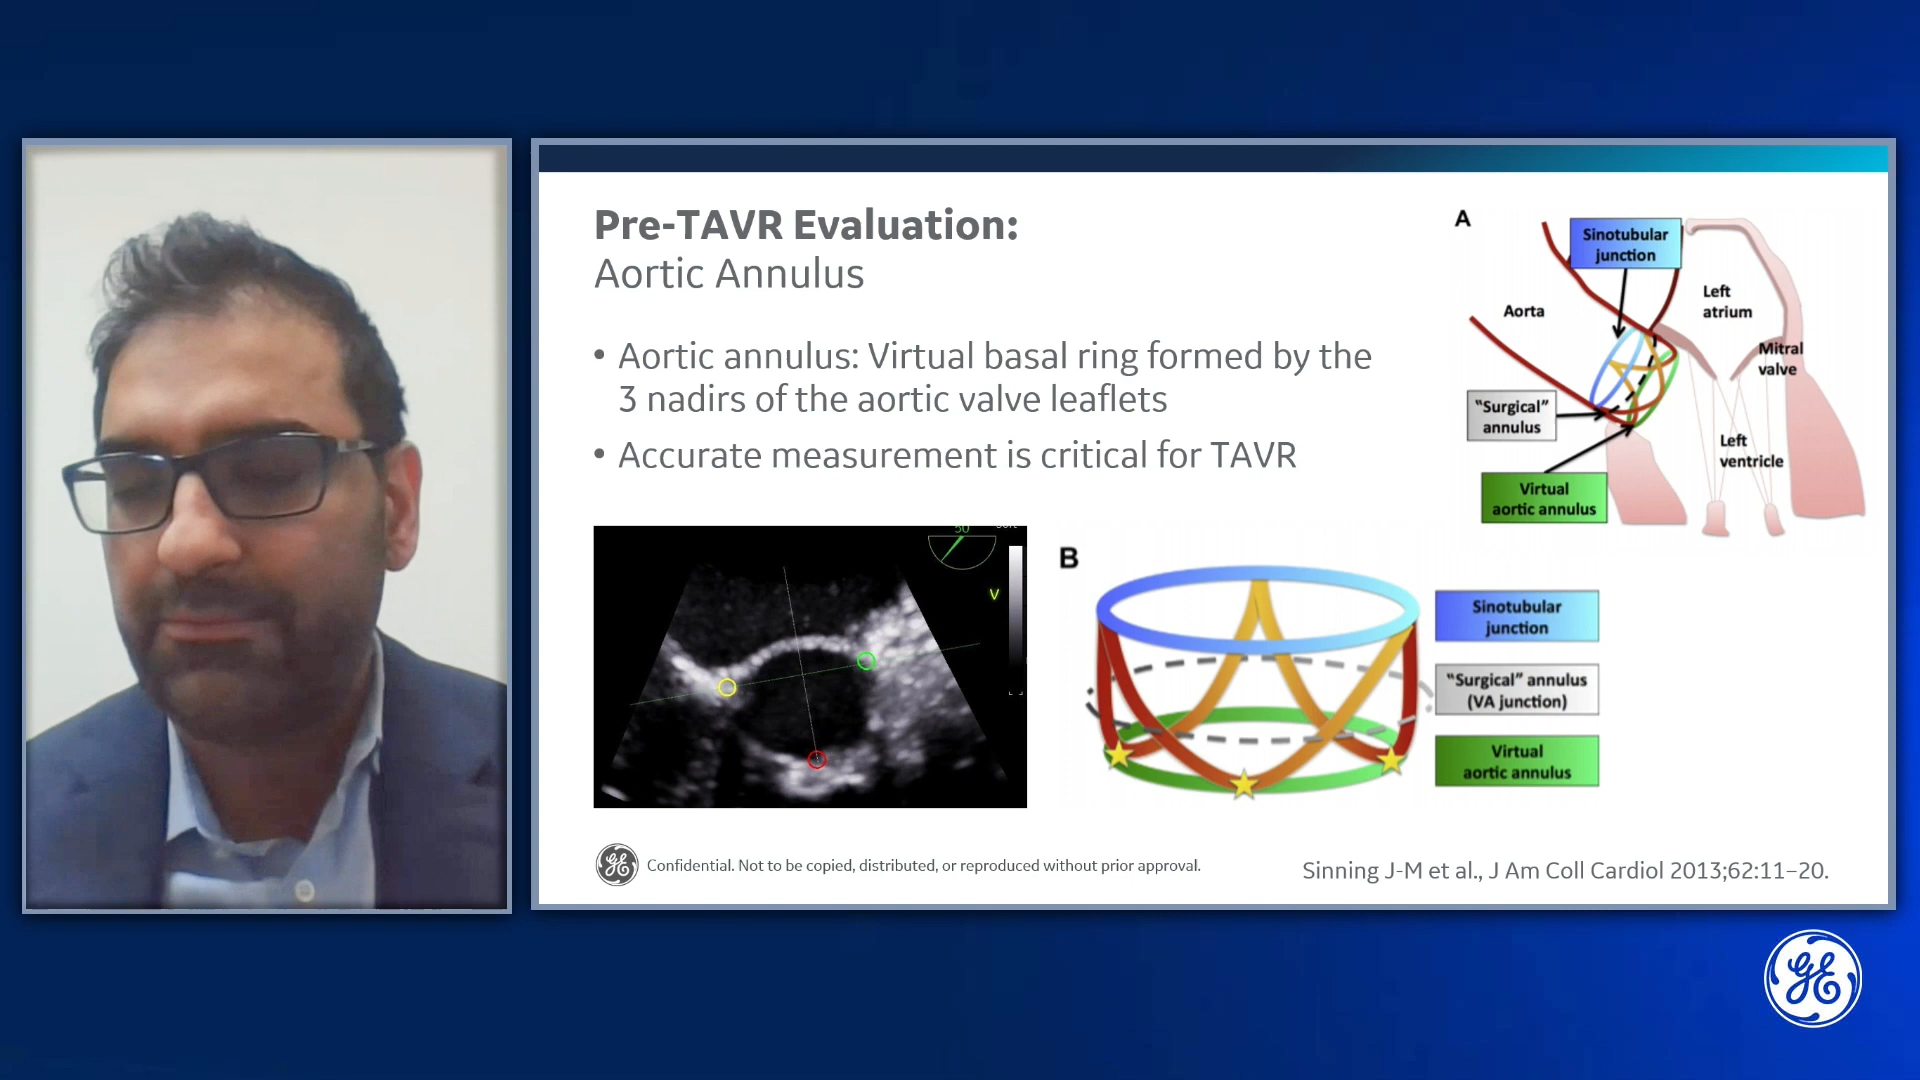 Pre-TAVR Evaluation:
Aortic Annulus
• Aortic annulus: Virtual basal ring formed by the
3 nadirs of the aortic valve leaflets
• Accurate measurement is critical for TAVR
A
Sinotubular
junction
Aorta
Left
atrium
Mitral
valve
"Surgical"
annulus
Left
ventricle
Virtual
aortic annulus
50
V
B
Sinotubular
junction
"Surgical" annulus
(VA junction)
Virtual
aortic annulus
GE
Confidential. Not to be copied, distributed, or reproduced without prior approval.
Sinning J-M et al., J Am Coll Cardiol 2013;62:11–20.
GE